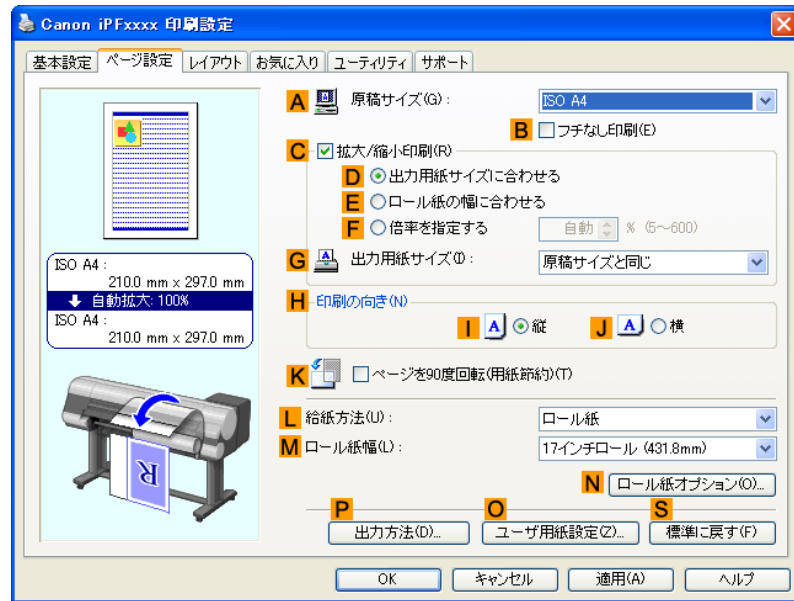 Canon iPFxxxx 印刷設定
基本設定 ページ設定 レイアウト お気に入り ユーティリティ サポート
A 原稿サイズ(G): ISO A4
B フチなし印刷(E)
C 拡大/縮小印刷(R)
D 出力用紙サイズに合わせる
E ロール紙の幅に合わせる
F 倍率を指定する 自動 % (5～600)
G 出力用紙サイズ(I): 原稿サイズと同じ
ISO A4 :
210.0 mm x 297.0 mm
自動拡大: 100%
ISO A4 :
210.0 mm x 297.0 mm
H 印刷の向き(N)
I A 縦 J A 横
K ページを90度回転(用紙節約)(T)
L 給紙方法(U): ロール紙
M ロール紙幅(L): 17インチロール (431.8mm)
R
N ロール紙オプション(O)...
P O S
出力方法(D)... ユーザ用紙設定(Z)... 標準に戻す(F)
OK キャンセル 適用(A) ヘルプ